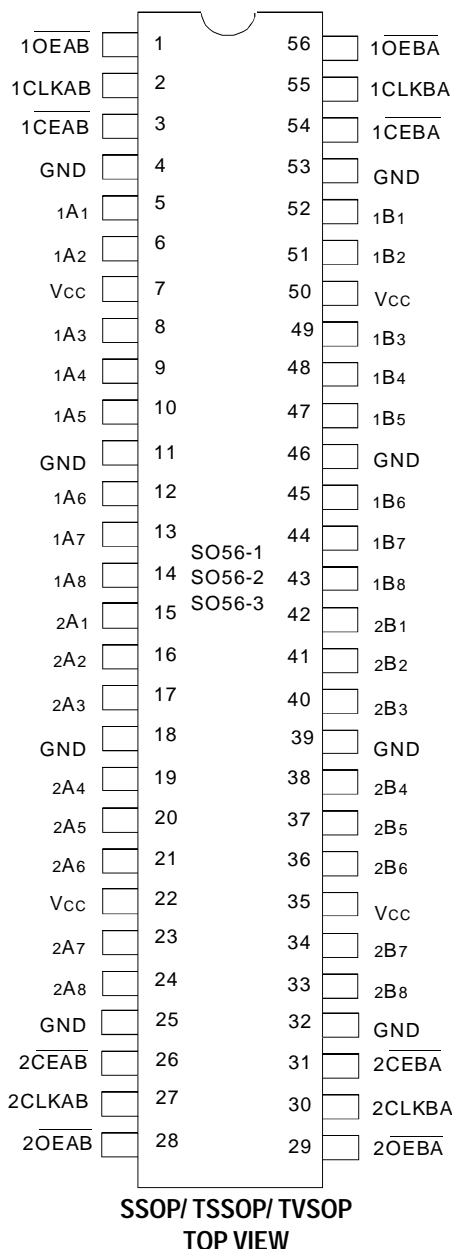 1OEAB 1 56 1OEBA
1CLKAB 2 55 1CLKBA
1CEAB 3 54 1CEBA
GND 4 53 GND
1A1 5 52 1B1
1A2 6 51 1B2
VCC 7 50 VCC
1A3 8 49 1B3
1A4 9 48 1B4
1A5 10 47 1B5
GND 11 46 GND
1A6 12 45 1B6
1A7 13 44 1B7
SO56-1
1A8 14 SO56-2 43 1B8
SO56-3
2A1 15 42 2B1
2A2 16 41 2B2
2A3 17 40 2B3
GND 18 39 GND
2A4 19 38 2B4
2A5 20 37 2B5
2A6 21 36 2B6
VCC 22 35 VCC
2A7 23 34 2B7
2A8 24 33 2B8
GND 25 32 GND
2CEAB 26 31 2CEBA
2CLKAB 27 30 2CLKBA
2OEAB 28 29 2OEBA
SSOP/ TSSOP/ TVSOP
TOP VIEW